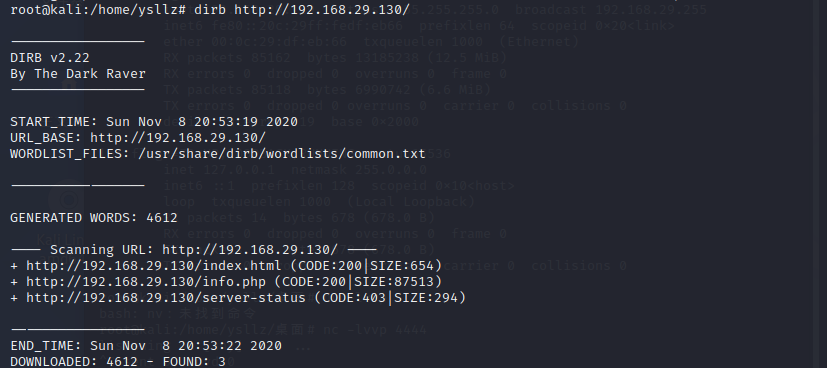 root@kali:/home/ysllz# dirb http://192.168.29.130/
-----------------
DIRB v2.22
By The Dark Raver
-----------------
START_TIME: Sun Nov  8 20:53:19 2020
URL_BASE: http://192.168.29.130/
WORDLIST_FILES: /usr/share/dirb/wordlists/common.txt
-----------------
GENERATED WORDS: 4612
---- Scanning URL: http://192.168.29.130/ ----
+ http://192.168.29.130/index.html (CODE:200|SIZE:654)
+ http://192.168.29.130/info.php (CODE:200|SIZE:87513)
+ http://192.168.29.130/server-status (CODE:403|SIZE:294)
-----------------
END_TIME: Sun Nov  8 20:53:22 2020
DOWNLOADED: 4612 - FOUND: 3